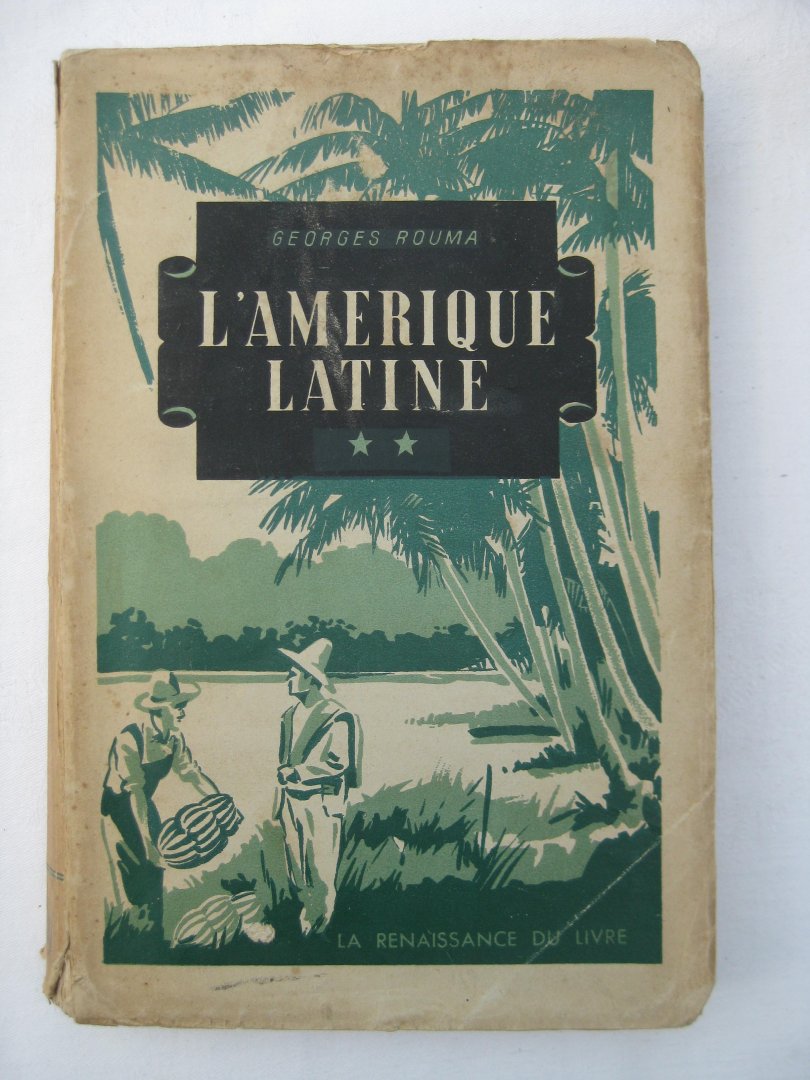 GEORGES ROUMA
L'AMERIQUE
LATINE
★ ★
LA RENAISSANCE DU LIVRE